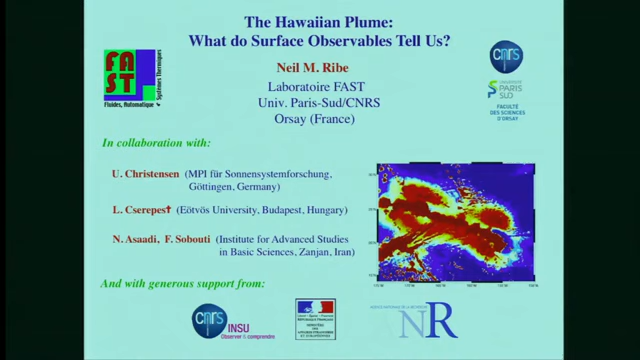 The Hawaiian Plume:
What do Surface Observables Tell Us?
Neil M. Ribe
Laboratoire FAST
Univ. Paris-Sud/CNRS
Orsay (France)
FAST
Fluides, Automatique
Systèmes Thermiques
cnrs
UNIVERSITÉ
PARIS
SUD
FACULTÉ
DES SCIENCES
D'ORSAY
In collaboration with:
U. Christensen (MPI für Sonnensystemforschung,
Göttingen, Germany)
L. Cserepes✝ (Eötvös University, Budapest, Hungary)
N. Asaadi, F. Sobouti (Institute for Advanced Studies
in Basic Sciences, Zanjan, Iran)
And with generous support from:
cnrs
INSU
Observer & comprendre
ANR